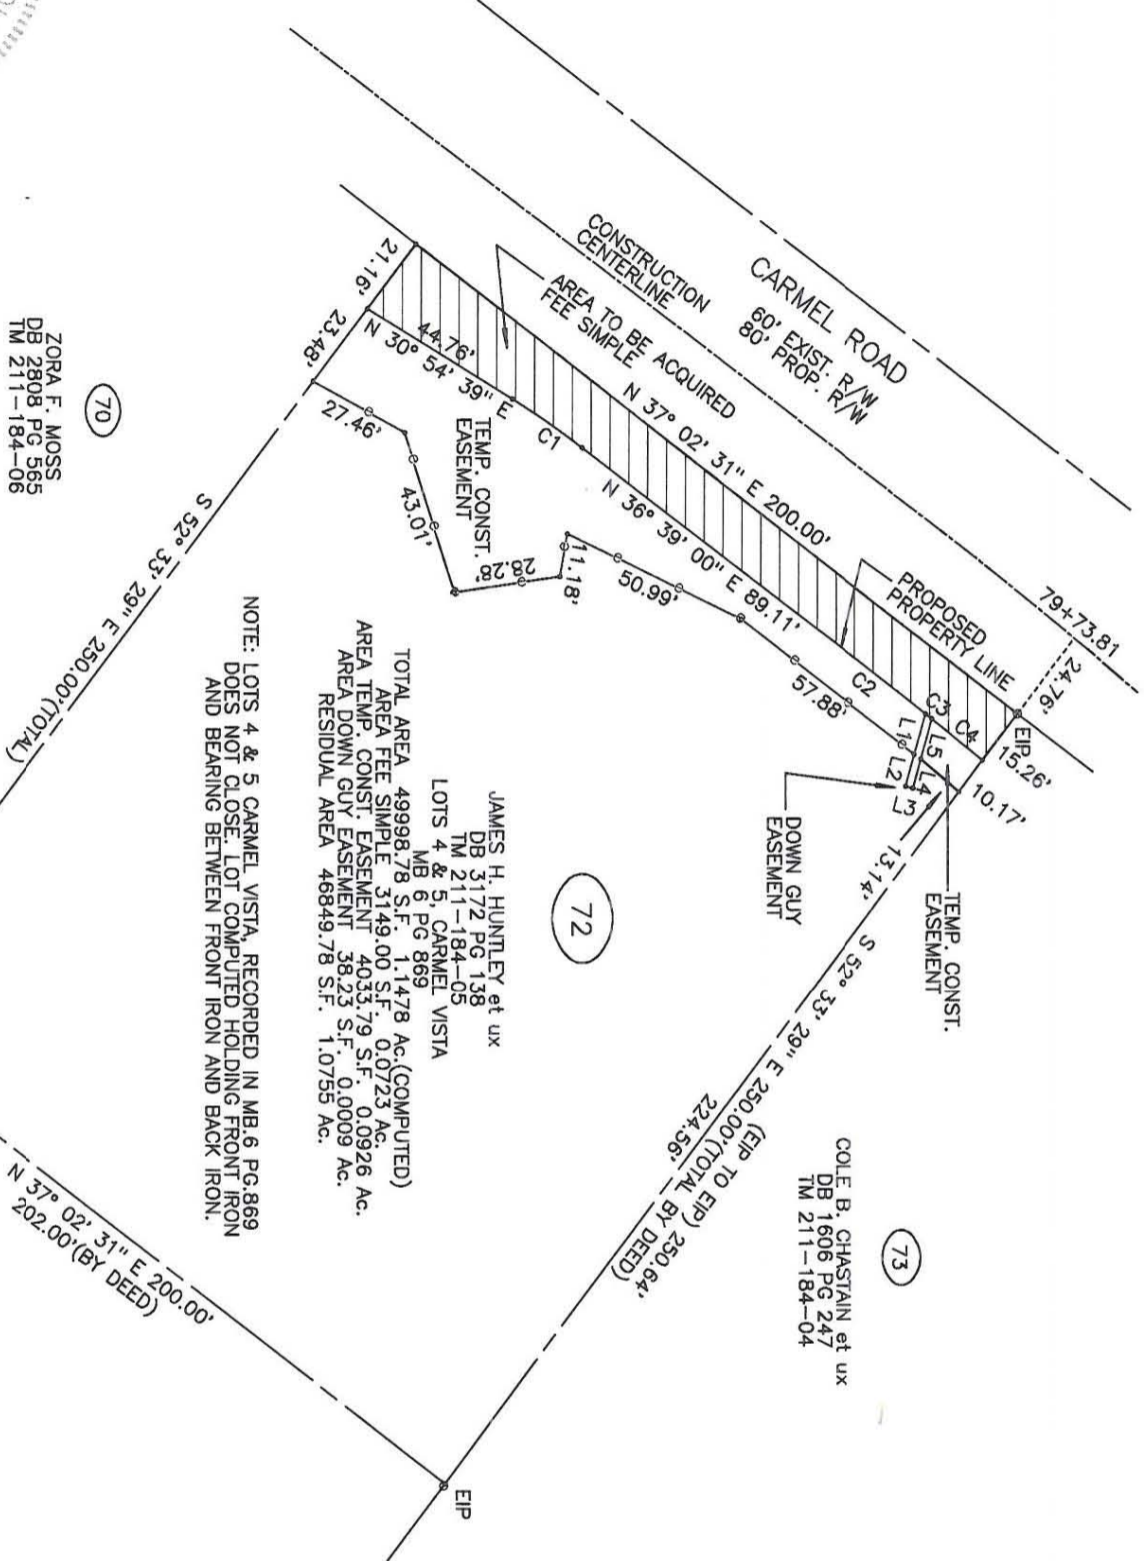 CARMEL ROAD
60' EXIST. R/W
80' PROP. R/W
CONSTRUCTION
CENTERLINE
AREA TO BE ACQUIRED
FEE SIMPLE
N 37° 02' 31" E 200.00'
79+73.81
24.76'
PROPOSED
PROPERTY LINE
EIP
15.26'
10.17'
21.16'
23.48'
44.76'
N 30° 54' 39" E
C1
N 36° 39' 00" E 89.11'
C2
C3
C4
L1
L5
L2
L4
L3
13.14'
TEMP. CONST.
EASEMENT
27.46'
43.01'
28.28'
11.18'
50.99'
57.88'
DOWN GUY
EASEMENT
TEMP. CONST.
EASEMENT
S 52° 33' 29" E 250.00'(TOTAL BY DEED)
(EIP TO EIP) 250.64'
224.56'
73
COLE B. CHASTAIN et ux
DB 1606 PG 247
TM 211-184-04
72
JAMES H. HUNTLEY et ux
DB 3172 PG 138
TM 211-184-05
LOTS 4 & 5, CARMEL VISTA
MB 6 PG 869
TOTAL AREA 49998.78 S.F. 1.1478 Ac.(COMPUTED)
AREA FEE SIMPLE 3149.00 S.F. 0.0723 Ac.
AREA TEMP. CONST. EASEMENT 4033.79 S.F. 0.0926 Ac.
AREA DOWN GUY EASEMENT 38.23 S.F. 0.0009 Ac.
RESIDUAL AREA 46849.78 S.F. 1.0755 Ac.
NOTE: LOTS 4 & 5 CARMEL VISTA, RECORDED IN MB.6 PG.869
DOES NOT CLOSE. LOT COMPUTED HOLDING FRONT IRON
AND BEARING BETWEEN FRONT IRON AND BACK IRON.
S 52° 33' 29" E 250.00'(TOTAL)
70
ZORA F. MOSS
DB 2808 PG 565
TM 211-184-06
N 37° 02' 31" E 200.00'
202.00'(BY DEED)
EIP